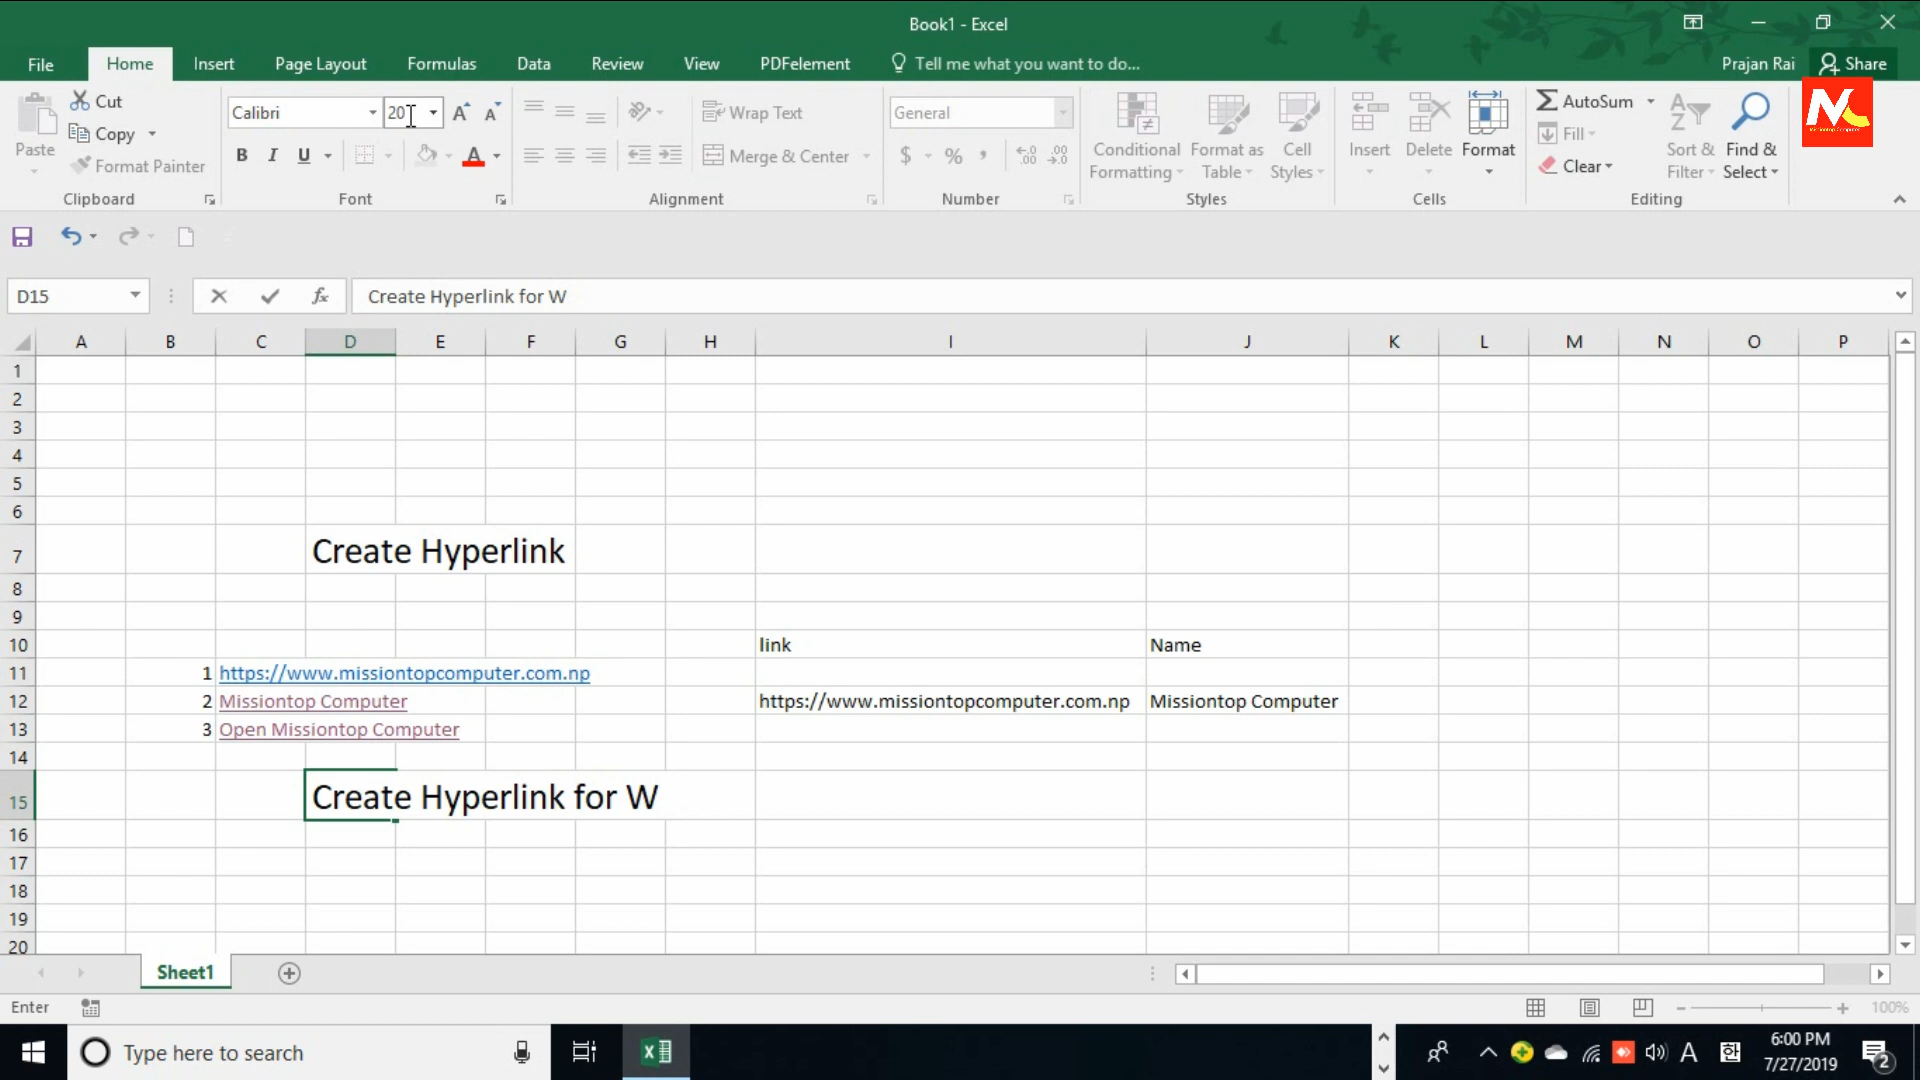 Book1 - Excel
File Home Insert Page Layout Formulas Data Review View PDFelement Tell me what you want to do... Prajan Rai Share
Cut
Copy
Format Painter
Paste
Clipboard
Calibri 20
B I U A
Font
Wrap Text
Merge & Center
Alignment
General
$ % ,
Number
Conditional Formatting
Format as Table
Cell Styles
Styles
Insert Delete Format
Cells
AutoSum
Fill
Clear
Sort & Filter
Find & Select
Editing
Missiontop Computer
D15 fx Create Hyperlink for W
A B C D E F G H I J K L M N O P
1
2
3
4
5
6
7 Create Hyperlink
8
9
10 link Name
11 1 https://www.missiontopcomputer.com.np
12 2 Missiontop Computer https://www.missiontopcomputer.com.np Missiontop Computer
13 3 Open Missiontop Computer
14
15 Create Hyperlink for W
16
17
18
19
20
Sheet1
Enter 100%
Type here to search A 한 6:00 PM
7/27/2019 2